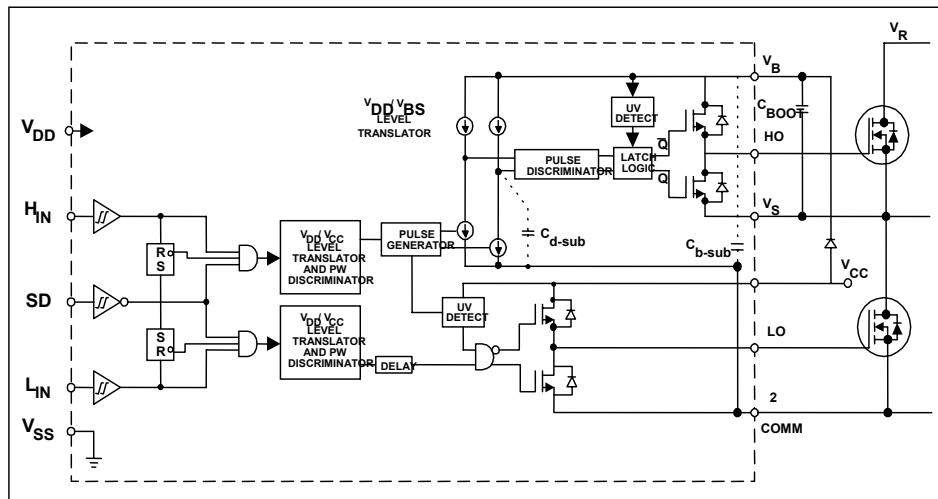 V_R
V_B
V_DD/V_BS
LEVEL
TRANSLATOR
UV
DETECT
C_BOOT
V_DD
HO
PULSE
DISCRIMINATOR
LATCH
LOGIC
Q̅
Q
H_IN
V_S
V_DD/V_CC
LEVEL
TRANSLATOR
AND PW
DISCRIMINATOR
PULSE
GENERATOR
C_d-sub
C_b-sub
R
S
V_CC
SD
UV
DETECT
V_DD/V_CC
LEVEL
TRANSLATOR
AND PW
DISCRIMINATOR
S
R
LO
DELAY
L_IN
2
V_SS
COMM